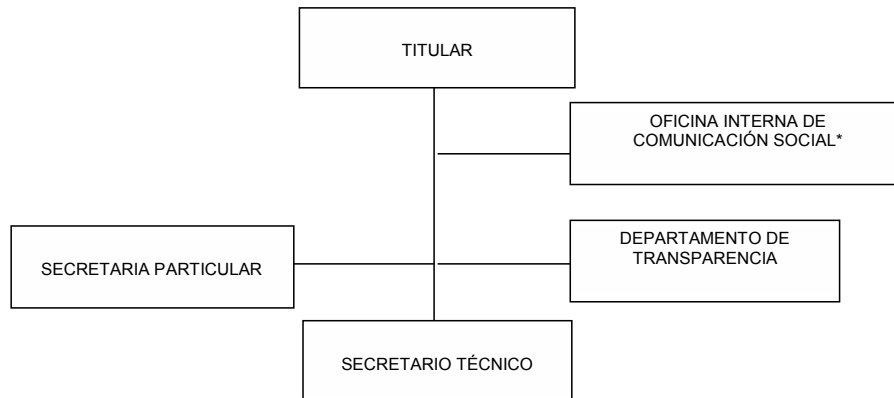 TITULAR
OFICINA INTERNA DE
COMUNICACIÓN SOCIAL*
SECRETARIA PARTICULAR
DEPARTAMENTO DE
TRANSPARENCIA
SECRETARIO TÉCNICO